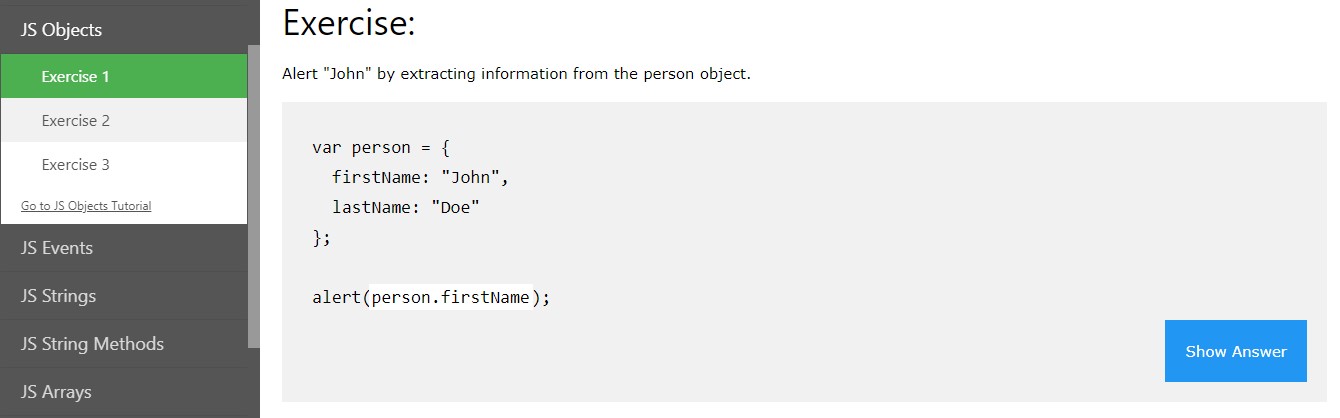 JS Objects
Exercise 1
Exercise 2
Exercise 3
Go to JS Objects Tutorial
JS Events
JS Strings
JS String Methods
JS Arrays
Exercise:
Alert "John" by extracting information from the person object.
var person = {
  firstName: "John",
  lastName: "Doe"
};
alert(person.firstName);
Show Answer